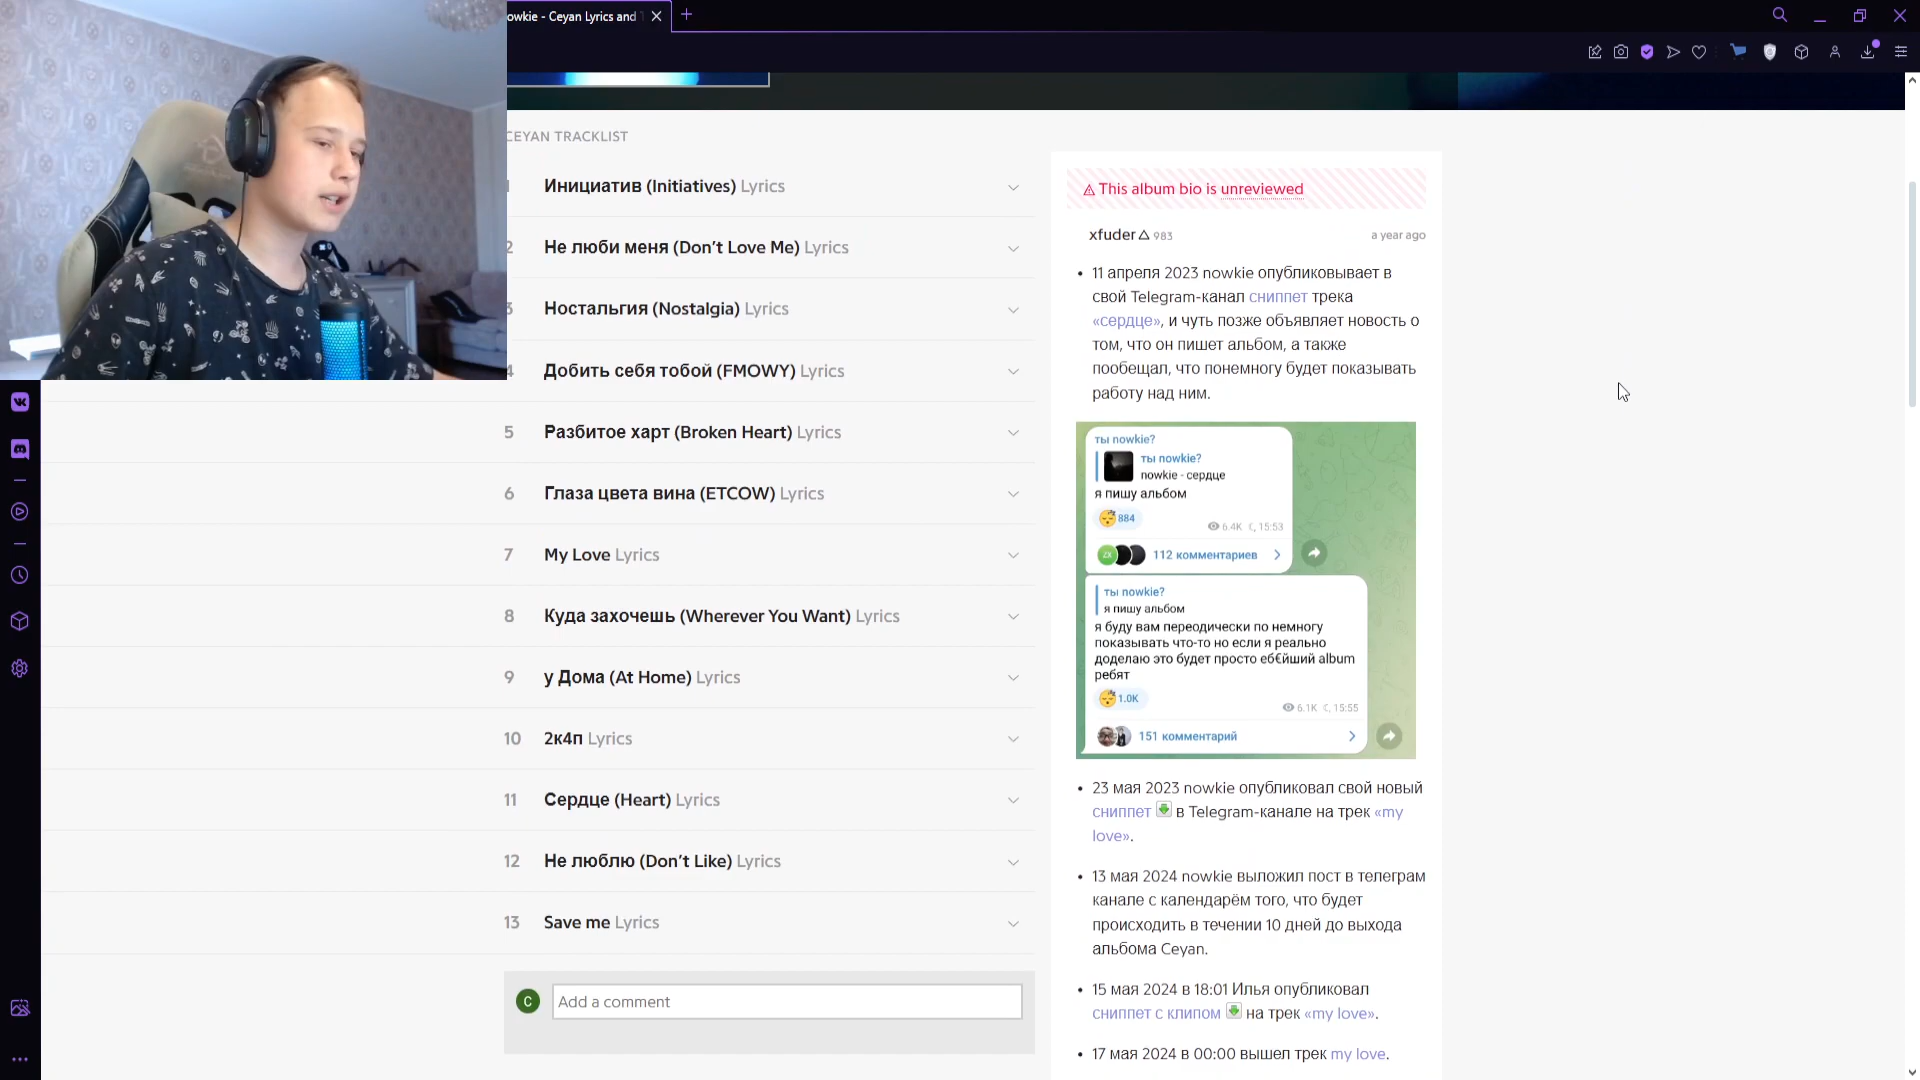 owkie - Ceyan Lyrics and
CEYAN TRACKLIST
Инициатив (Initiatives) Lyrics
2 Не люби меня (Don't Love Me) Lyrics
3 Ностальгия (Nostalgia) Lyrics
4 Добить себя тобой (FMOWY) Lyrics
5 Разбитое харт (Broken Heart) Lyrics
6 Глаза цвета вина (ETCOW) Lyrics
7 My Love Lyrics
8 Куда захочешь (Wherever You Want) Lyrics
9 у Дома (At Home) Lyrics
10 2к4п Lyrics
11 Сердце (Heart) Lyrics
12 Не люблю (Don't Like) Lyrics
13 Save me Lyrics
C Add a comment
This album bio is unreviewed
xfuder 983 a year ago
• 11 апреля 2023 nowkie опубликовывает в
свой Telegram-канал сниппет трека
«сердце», и чуть позже объявляет новость о
том, что он пишет альбом, а также
пообещал, что понемногу будет показывать
работу над ним.
ты nowkie?
ты nowkie?
nowkie - сердце
я пишу альбом
884
6.4K 15:53
ZX 112 комментариев
ты nowkie?
я пишу альбом
я буду вам переодически по немногу
показывать что-то но если я реально
доделаю это будет просто еб€йший album
ребят
1.0K
6.1K 15:55
151 комментарий
• 23 мая 2023 nowkie опубликовал свой новый
сниппет в Telegram-канале на трек «my
love».
• 13 мая 2024 nowkie выложил пост в телеграм
канале с календарём того, что будет
происходить в течении 10 дней до выхода
альбома Ceyan.
• 15 мая 2024 в 18:01 Илья опубликовал
сниппет с клипом на трек «my love».
• 17 мая 2024 в 00:00 вышел трек my love.